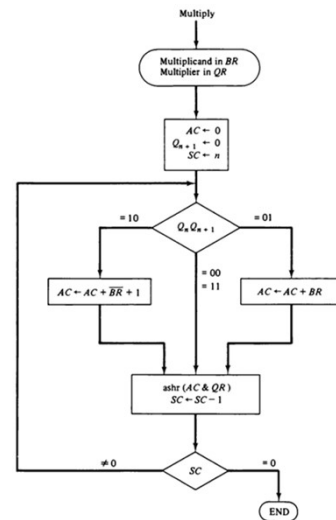 Multiply
Multiplicand in BR
Multiplier in QR
AC ← 0
Qₙ₊₁ ← 0
SC ← n
= 10
QₙQₙ₊₁
= 01
= 00
= 11
AC ← AC + B̅R̅ + 1
AC ← AC + BR
ashr (AC & QR)
SC ← SC − 1
≠ 0
SC
= 0
END